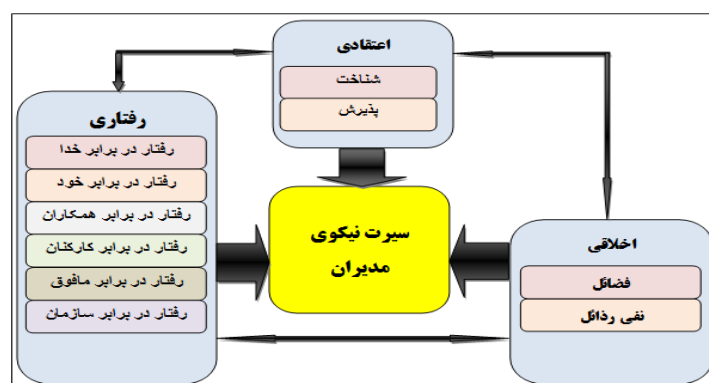 اعتقادی
شناخت
پذیرش
رفتاری
رفتار در برابر خدا
رفتار در برابر خود
رفتار در برابر همکاران
رفتار در برابر کارکنان
رفتار در برابر مافوق
رفتار در برابر سازمان
سیرت نیکوی
مدیران
اخلاقی
فضائل
نفی رذائل